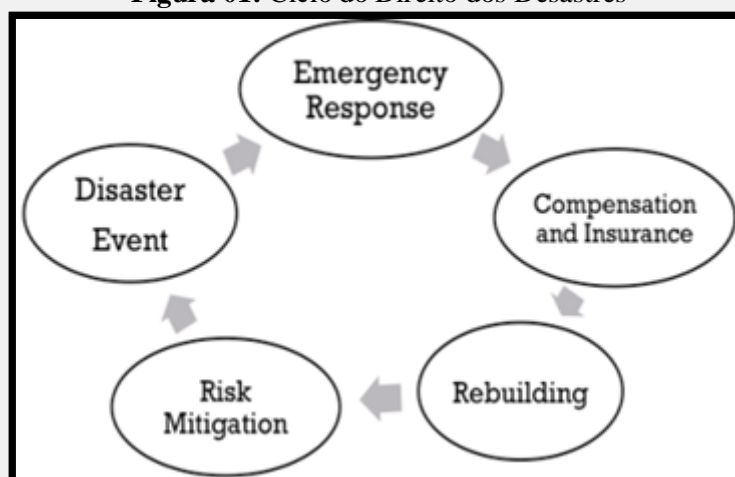 Figura 01: Ciclo do Direito dos Desastres
Emergency
Response
Disaster
Event
Compensation
and Insurance
Risk
Mitigation
Rebuilding